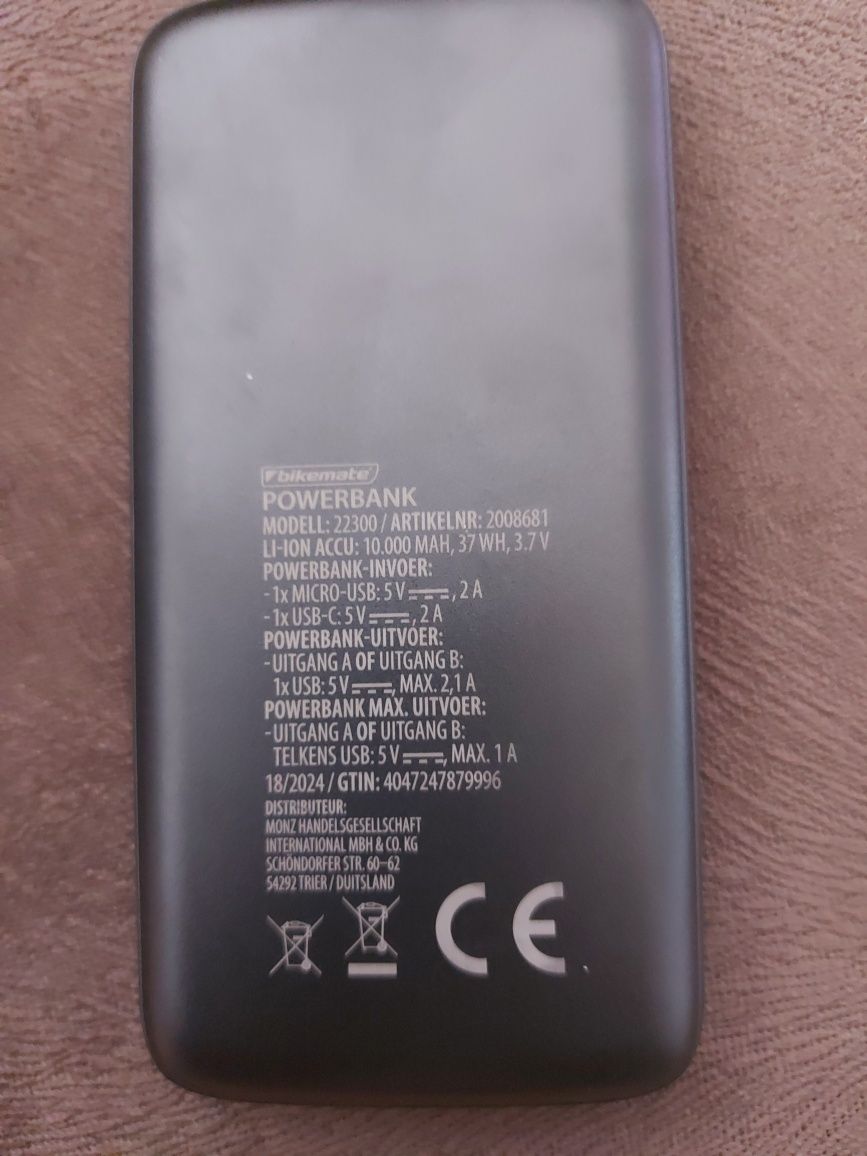 bikemate
POWERBANK
MODELL: 22300 / ARTIKELNR: 2008681
LI-ION ACCU: 10.000 MAH, 37 WH, 3.7 V
POWERBANK-INVOER:
- 1x MICRO-USB: 5 V ⎓, 2 A
- 1x USB-C: 5 V ⎓, 2 A
POWERBANK-UITVOER:
- UITGANG A OF UITGANG B:
1x USB: 5 V ⎓, MAX. 2,1 A
POWERBANK MAX. UITVOER:
- UITGANG A OF UITGANG B:
TELKENS USB: 5 V ⎓, MAX. 1 A
18/2024 / GTIN: 4047247879996
DISTRIBUTEUR:
MONZ HANDELSGESELLSCHAFT
INTERNATIONAL MBH & CO. KG
SCHÖNDORFER STR. 60–62
54292 TRIER / DUITSLAND
CE